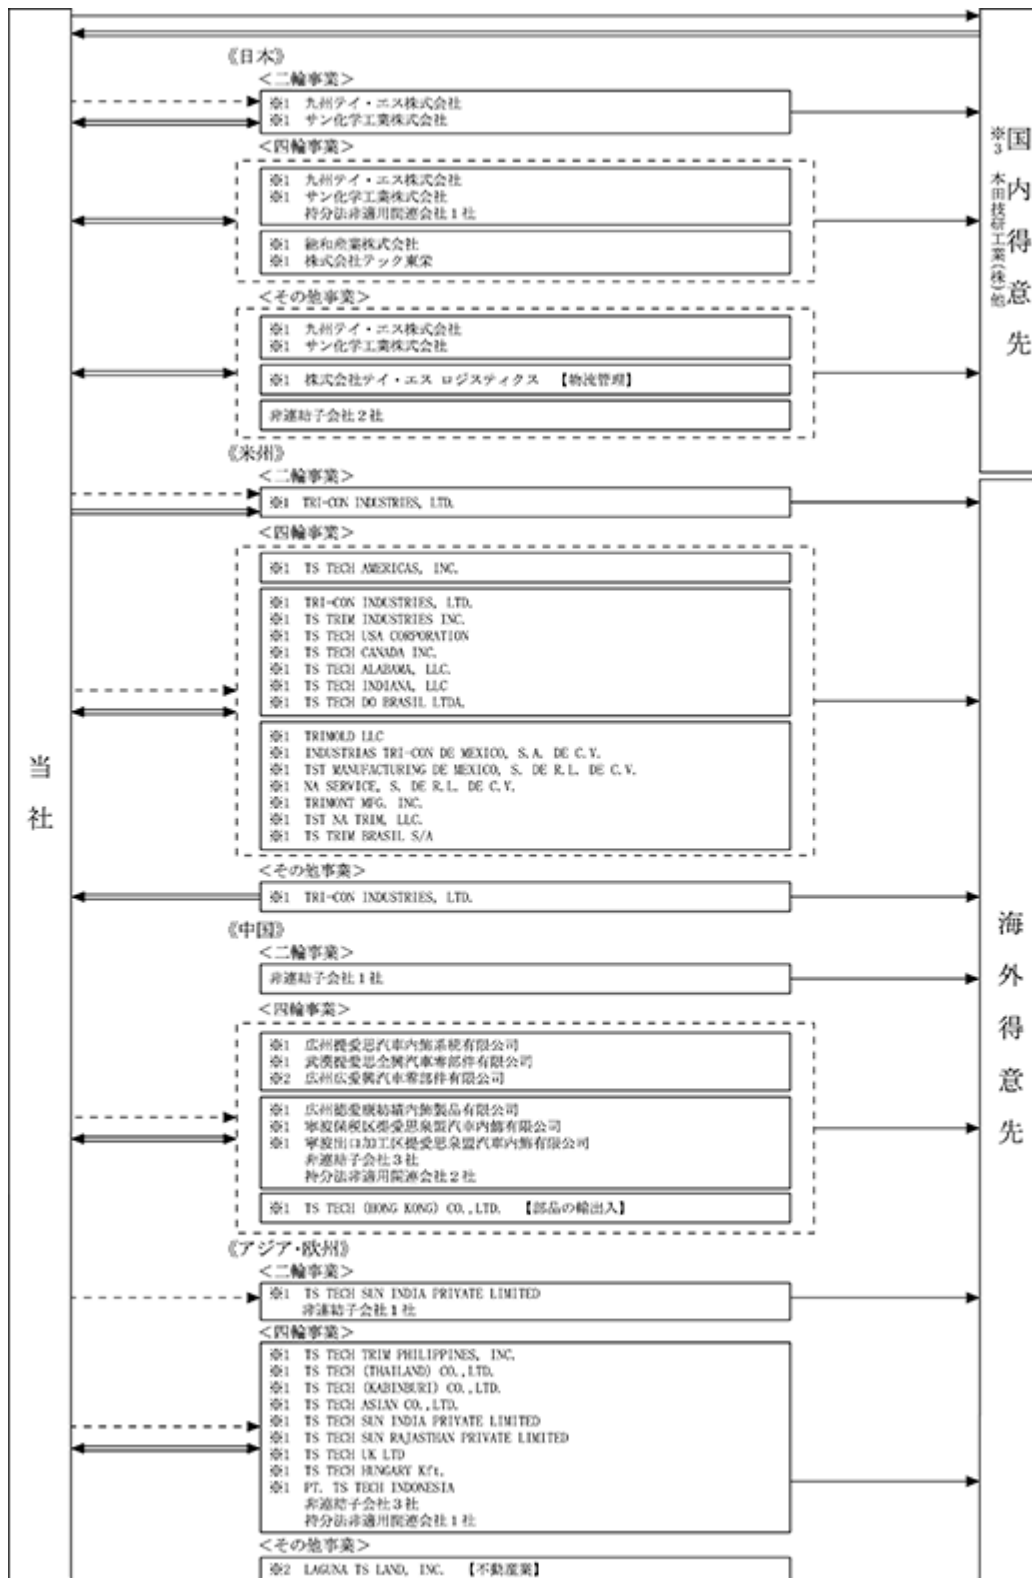 《日本》
<二輪事業>
※1 九州テイ・エス株式会社
※1 サン化学工業株式会社
<四輪事業>
※1 九州テイ・エス株式会社
※1 サン化学工業株式会社
持分法非適用関連会社1社
※1 総和産業株式会社
※1 株式会社テック東栄
<その他事業>
※1 九州テイ・エス株式会社
※1 サン化学工業株式会社
※1 株式会社テイ・エス ロジスティクス 【物流管理】
非連結子会社2社
《米州》
<二輪事業>
※1 TRI-CON INDUSTRIES, LTD.
<四輪事業>
※1 TS TECH AMERICAS, INC.
※1 TRI-CON INDUSTRIES, LTD.
※1 TS TRIM INDUSTRIES INC.
※1 TS TECH USA CORPORATION
※1 TS TECH CANADA INC.
※1 TS TECH ALABAMA, LLC.
※1 TS TECH INDIANA, LLC
※1 TS TECH DO BRASIL LTDA.
※1 TRIMOLD LLC
※1 INDUSTRIAS TRI-CON DE MEXICO, S.A. DE C.V.
※1 TST MANUFACTURING DE MEXICO, S. DE R.L. DE C.V.
※1 NA SERVICE, S. DE R.L. DE C.V.
※1 TRIMONT MFG. INC.
※1 TST NA TRIM, LLC.
※1 TS TRIM BRASIL S/A
<その他事業>
※1 TRI-CON INDUSTRIES, LTD.
《中国》
<二輪事業>
非連結子会社1社
<四輪事業>
※1 広州提愛思汽車内飾系統有限公司
※1 武漢提愛思全興汽車零部件有限公司
※2 広州広愛興汽車零部件有限公司
※1 広州徳愛康紡織内飾製品有限公司
※1 寧波保税区提愛思泉盟汽車内飾有限公司
※1 寧波出口加工区提愛思泉盟汽車内飾有限公司
非連結子会社3社
持分法非適用関連会社2社
※1 TS TECH (HONG KONG) CO.,LTD. 【部品の輸出入】
《アジア・欧州》
<二輪事業>
※1 TS TECH SUN INDIA PRIVATE LIMITED
非連結子会社1社
<四輪事業>
※1 TS TECH TRIM PHILIPPINES, INC.
※1 TS TECH (THAILAND) CO.,LTD.
※1 TS TECH (KABINBURI) CO.,LTD.
※1 TS TECH ASIAN CO.,LTD.
※1 TS TECH SUN INDIA PRIVATE LIMITED
※1 TS TECH SUN RAJASTHAN PRIVATE LIMITED
※1 TS TECH UK LTD
※1 TS TECH HUNGARY Kft.
※1 PT. TS TECH INDONESIA
非連結子会社3社
持分法非適用関連会社1社
<その他事業>
※2 LAGUNA TS LAND, INC. 【不動産業】
当社
国内得意先
※3 本田技研工業(株)他
海外得意先